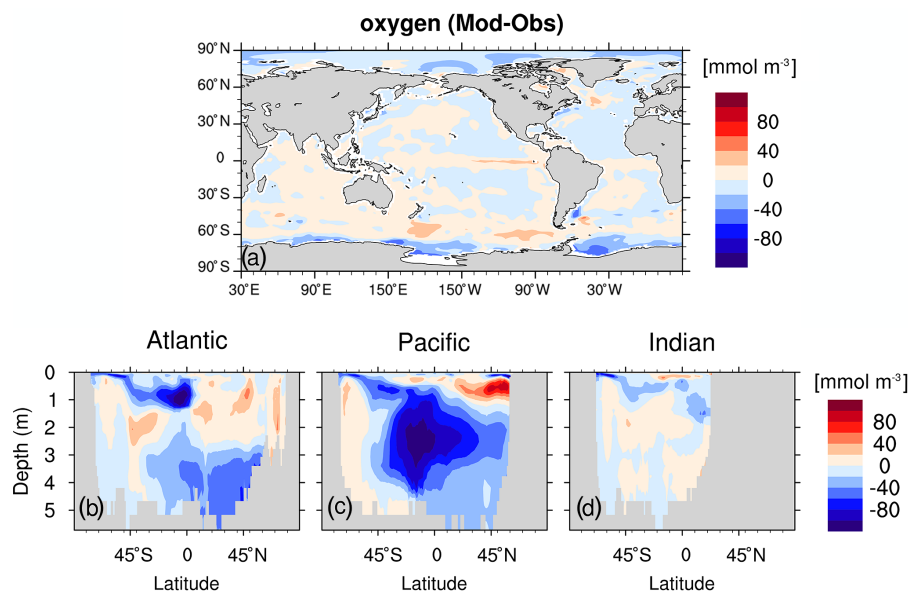 oxygen (Mod-Obs)
90°N
60°N
30°N
0
30°S
60°S
90°S
(a)
30°E 90°E 150°E 150°W 90°W 30°W
[mmol m⁻³]
80
40
0
-40
-80
Atlantic Pacific Indian
Depth (m)
0
1
2
3
4
5
(b) (c) (d)
45°S 0 45°N 45°S 0 45°N 45°S 0 45°N
Latitude Latitude Latitude
[mmol m⁻³]
80
40
0
-40
-80